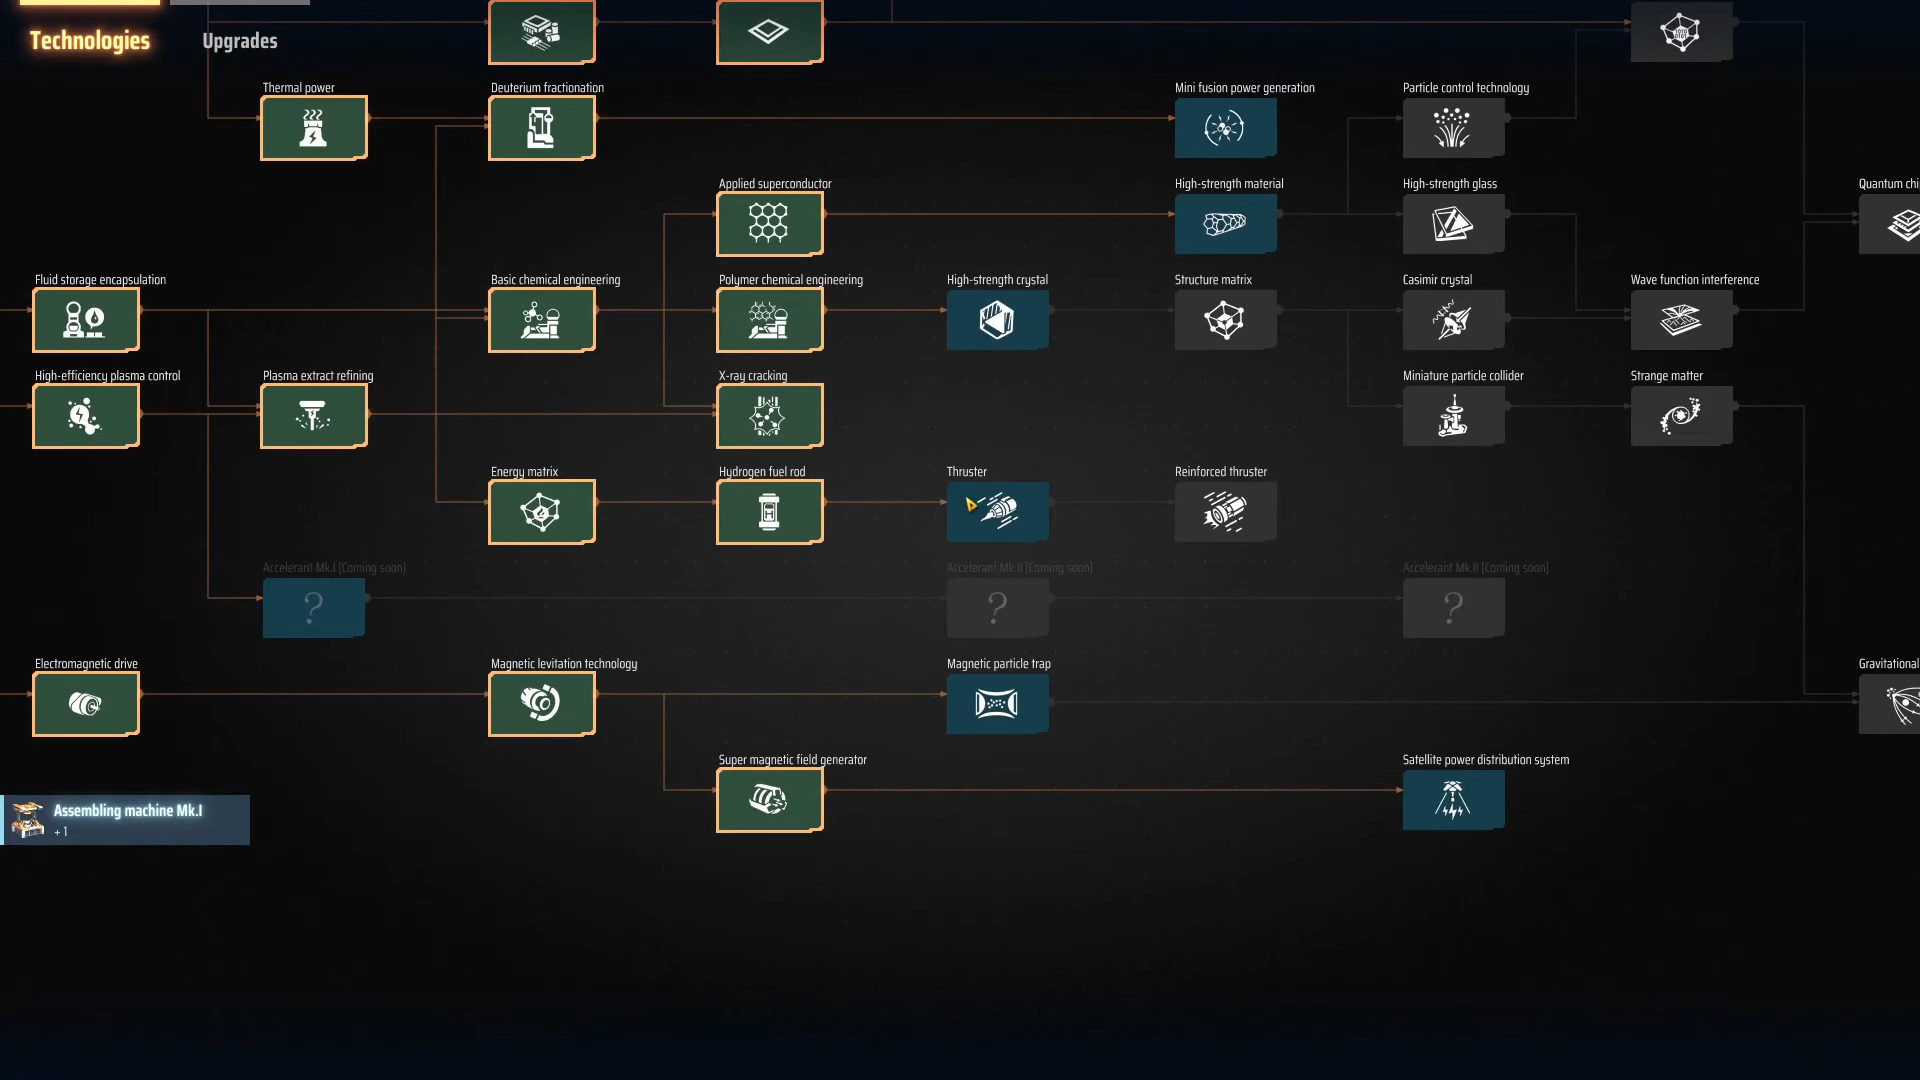 Technologies
Upgrades
Thermal power
Deuterium fractionation
Mini fusion power generation
Particle control technology
Applied superconductor
High-strength material
High-strength glass
Quantum chi
Fluid storage encapsulation
Basic chemical engineering
Polymer chemical engineering
High-strength crystal
Structure matrix
Casimir crystal
Wave function interference
High-efficiency plasma control
Plasma extract refining
X-ray cracking
Miniature particle collider
Strange matter
Energy matrix
Hydrogen fuel rod
Thruster
Reinforced thruster
Accelerant Mk.I [Coming soon]
Accelerant Mk.II [Coming soon]
Accelerant Mk.II [Coming soon]
?
?
?
Electromagnetic drive
Magnetic levitation technology
Magnetic particle trap
Gravitational
Super magnetic field generator
Satellite power distribution system
Assembling machine Mk.I
+ 1